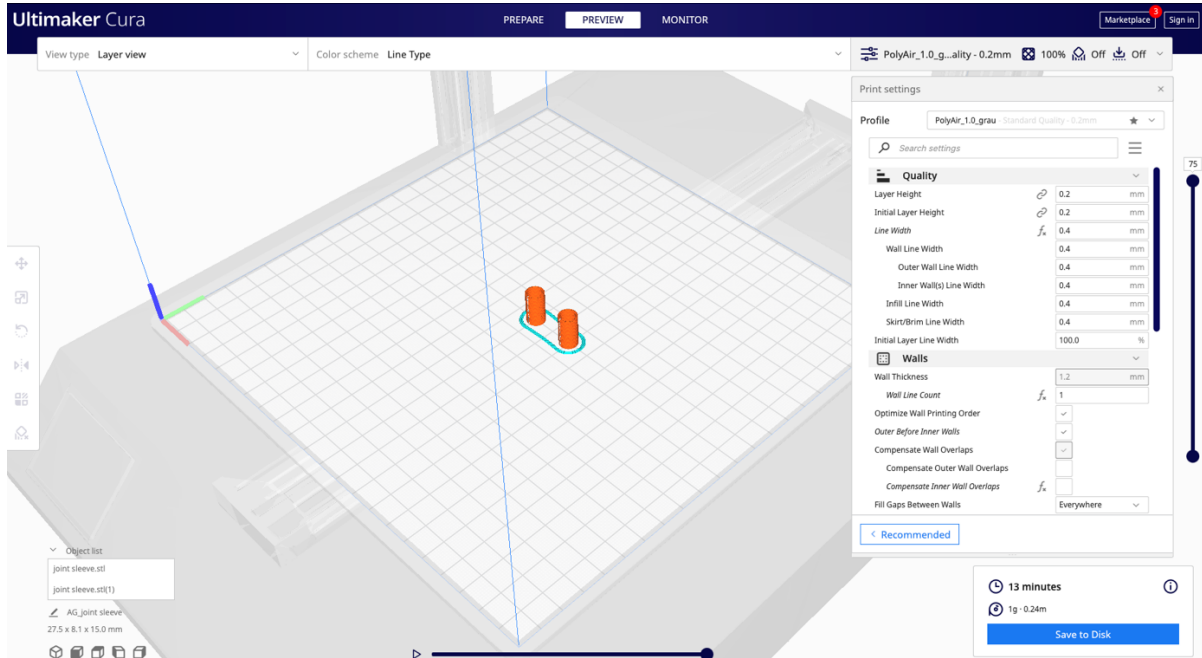 Ultimaker Cura
PREPARE PREVIEW MONITOR
Marketplace 3 Sign in
View type Layer view
Color scheme Line Type
PolyAir_1.0_g...ality - 0.2mm 100% Off Off
Print settings
Profile PolyAir_1.0_grau - Standard Quality - 0.2mm
Search settings
Quality
Layer Height 0.2 mm
Initial Layer Height 0.2 mm
Line Width 0.4 mm
Wall Line Width 0.4 mm
Outer Wall Line Width 0.4 mm
Inner Wall(s) Line Width 0.4 mm
Infill Line Width 0.4 mm
Skirt/Brim Line Width 0.4 mm
Initial Layer Line Width 100.0 %
Walls
Wall Thickness 1.2 mm
Wall Line Count 1
Optimize Wall Printing Order
Outer Before Inner Walls
Compensate Wall Overlaps
Compensate Outer Wall Overlaps
Compensate Inner Wall Overlaps
Fill Gaps Between Walls Everywhere
Recommended
75
Object list
joint sleeve.stl
joint sleeve.stl(1)
AG_joint sleeve
27.5 x 8.1 x 15.0 mm
13 minutes
1g · 0.24m
Save to Disk